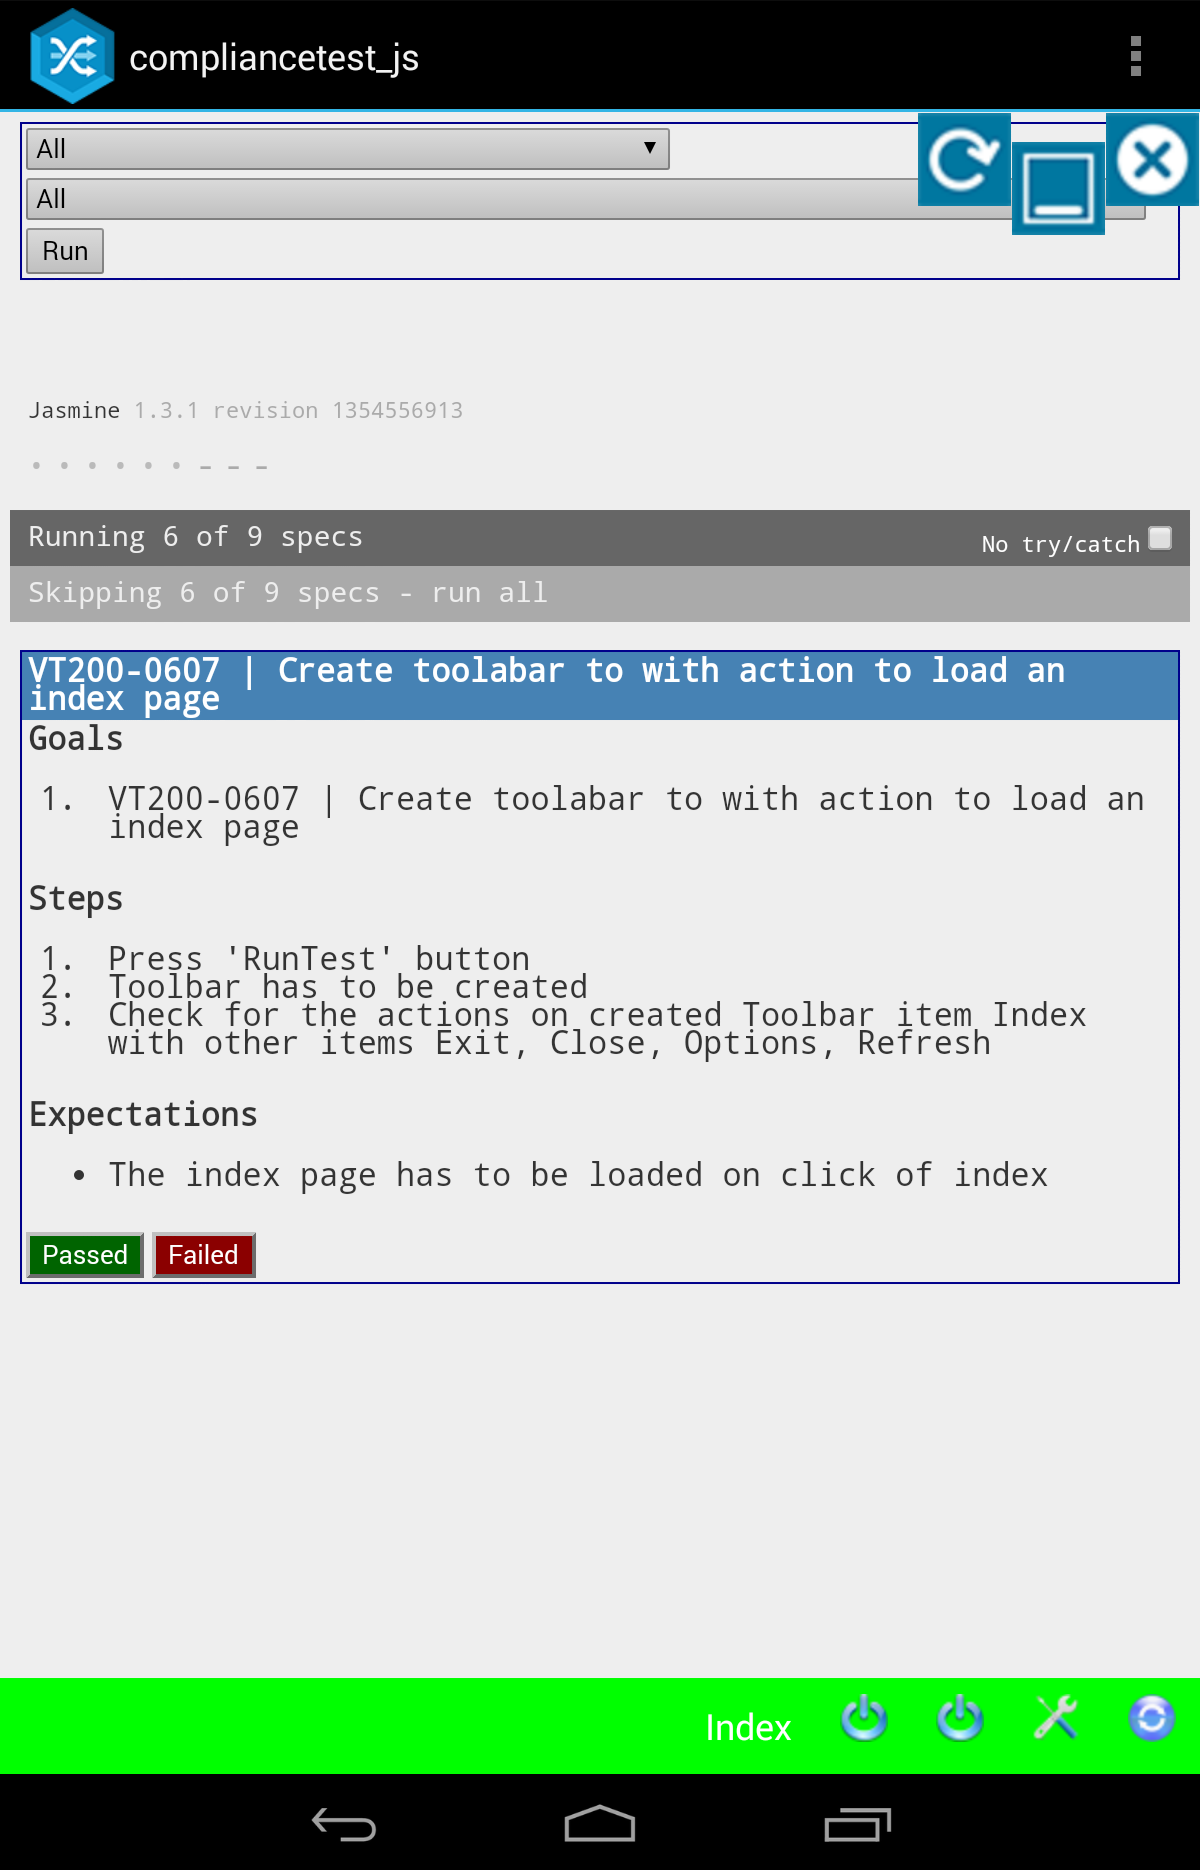 compliancetest_js
All
All
Run
Jasmine 1.3.1 revision 1354556913
Running 6 of 9 specs
No try/catch
Skipping 6 of 9 specs - run all
VT200-0607 | Create toolabar to with action to load an
index page
Goals
1. VT200-0607 | Create toolabar to with action to load an
index page
Steps
1. Press 'RunTest' button
2. Toolbar has to be created
3. Check for the actions on created Toolbar item Index
with other items Exit, Close, Options, Refresh
Expectations
• The index page has to be loaded on click of index
Passed Failed
Index